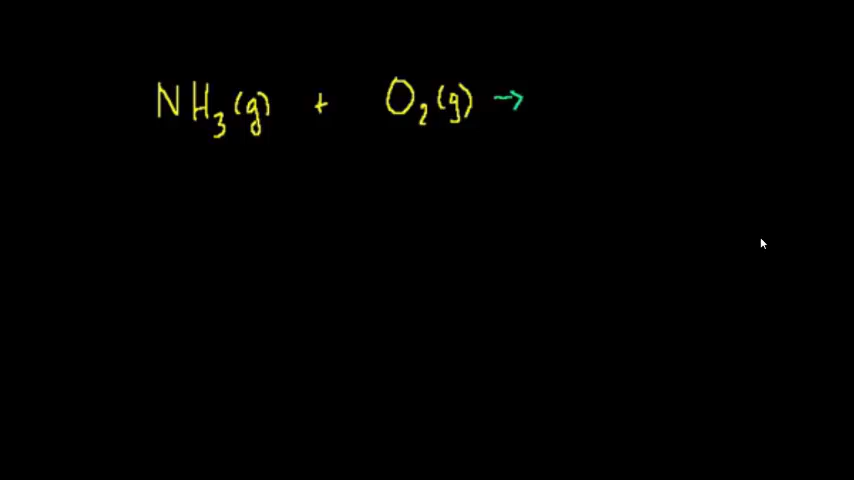 NH₃(g) + O₂(g) →